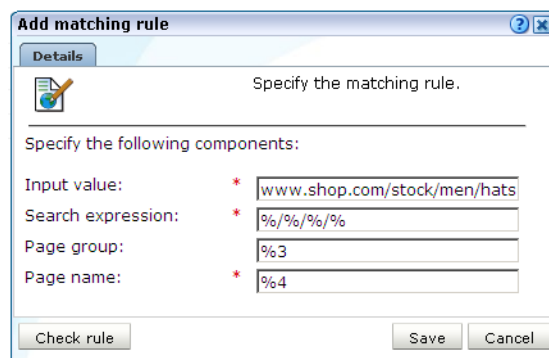 Add matching rule
Details
Specify the matching rule.
Specify the following components:
Input value: * www.shop.com/stock/men/hats
Search expression: * %/%/%/%
Page group: %3
Page name: * %4
Check rule Save Cancel